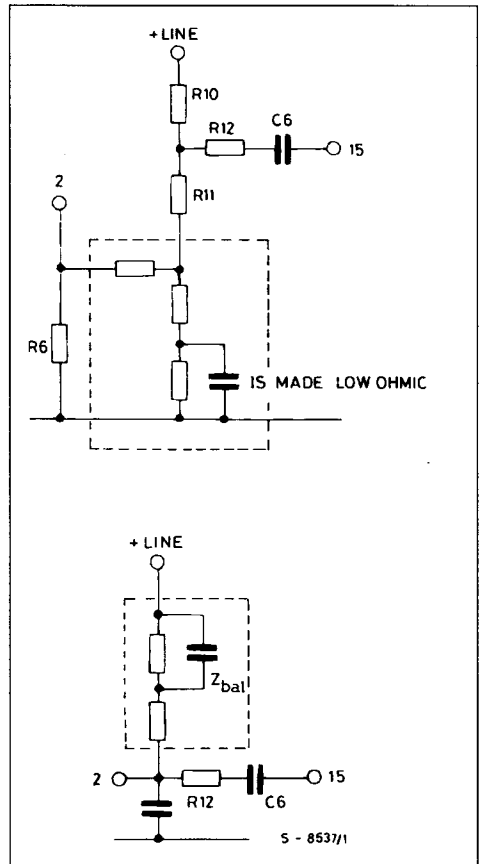 +LINE
R10
R12 C6
15
2
R11
R6
IS MADE LOW OHMIC
+LINE
Zbal
2
15
R12 C6
S - 8537/1